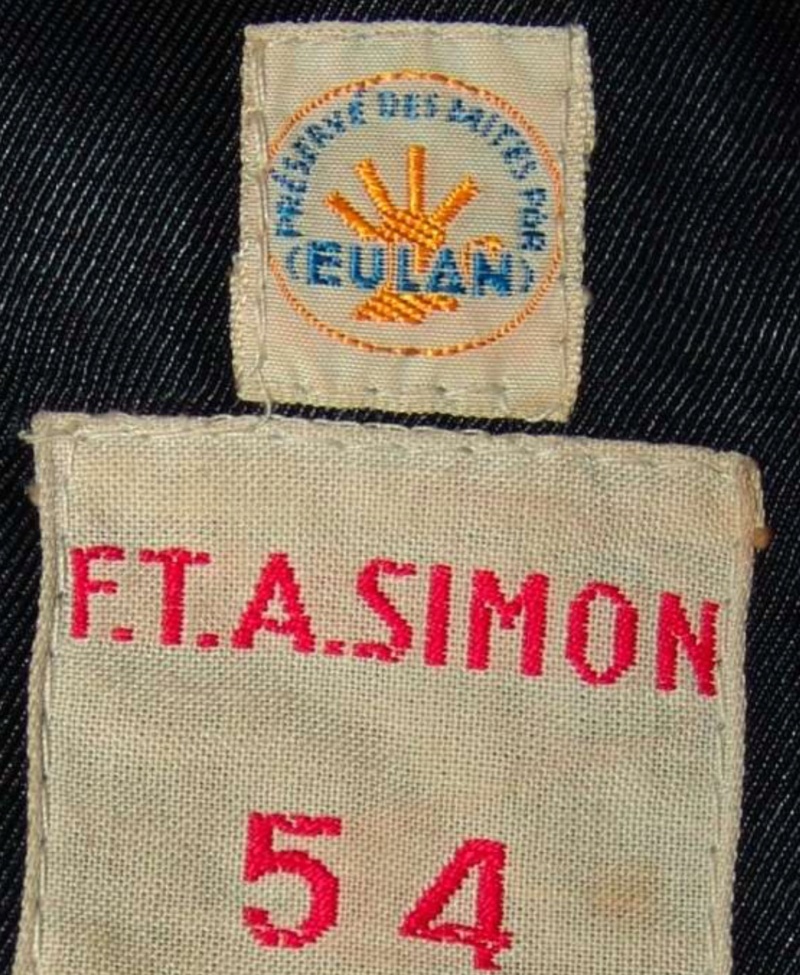 PRÉSERVÉ DES MITES PAR
(EULAN)
F.T.A.SIMON
54